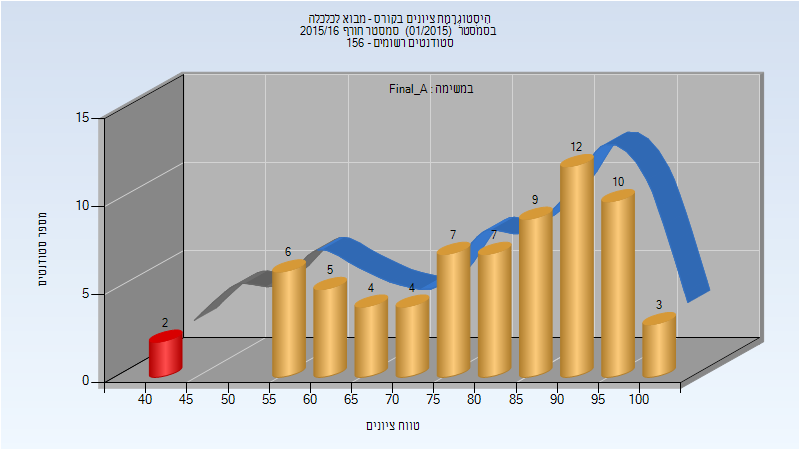 היסטוגרמת ציונים בקורס - מבוא לכלכלה
בסמסטר  (01/2015)  סמסטר חורף 2015/16
סטודנטים רשומים - 156
במשימה : Final_A
מספר סטודנטים
15
10
5
0
2
6
5
4
4
7
7
9
12
10
3
40 45 50 55 60 65 70 75 80 85 90 95 100
טווח ציונים